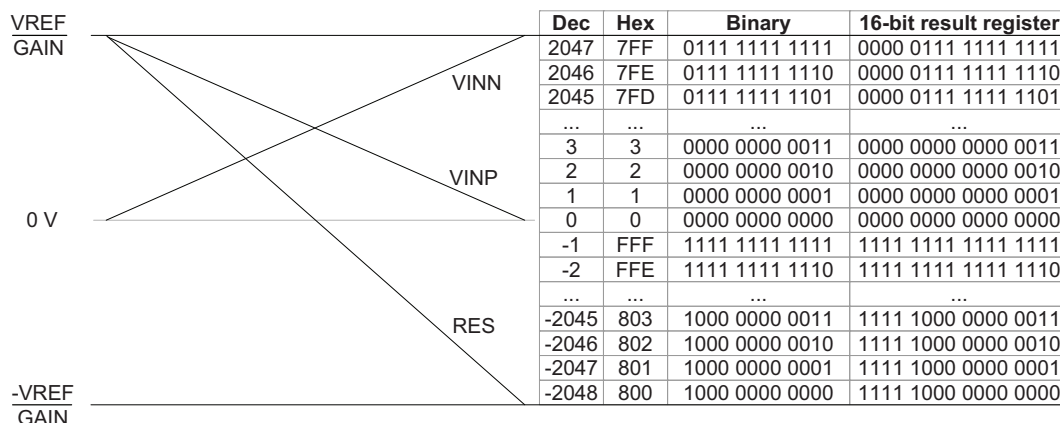 VREF
GAIN
VINN
VINP
0 V
RES
-VREF
GAIN
Dec Hex Binary 16-bit result register
2047 7FF 0111 1111 1111 0000 0111 1111 1111
2046 7FE 0111 1111 1110 0000 0111 1111 1110
2045 7FD 0111 1111 1101 0000 0111 1111 1101
... ... ... ...
3 3 0000 0000 0011 0000 0000 0000 0011
2 2 0000 0000 0010 0000 0000 0000 0010
1 1 0000 0000 0001 0000 0000 0000 0001
0 0 0000 0000 0000 0000 0000 0000 0000
-1 FFF 1111 1111 1111 1111 1111 1111 1111
-2 FFE 1111 1111 1110 1111 1111 1111 1110
... ... ... ...
-2045 803 1000 0000 0011 1111 1000 0000 0011
-2046 802 1000 0000 0010 1111 1000 0000 0010
-2047 801 1000 0000 0001 1111 1000 0000 0001
-2048 800 1000 0000 0000 1111 1000 0000 0000